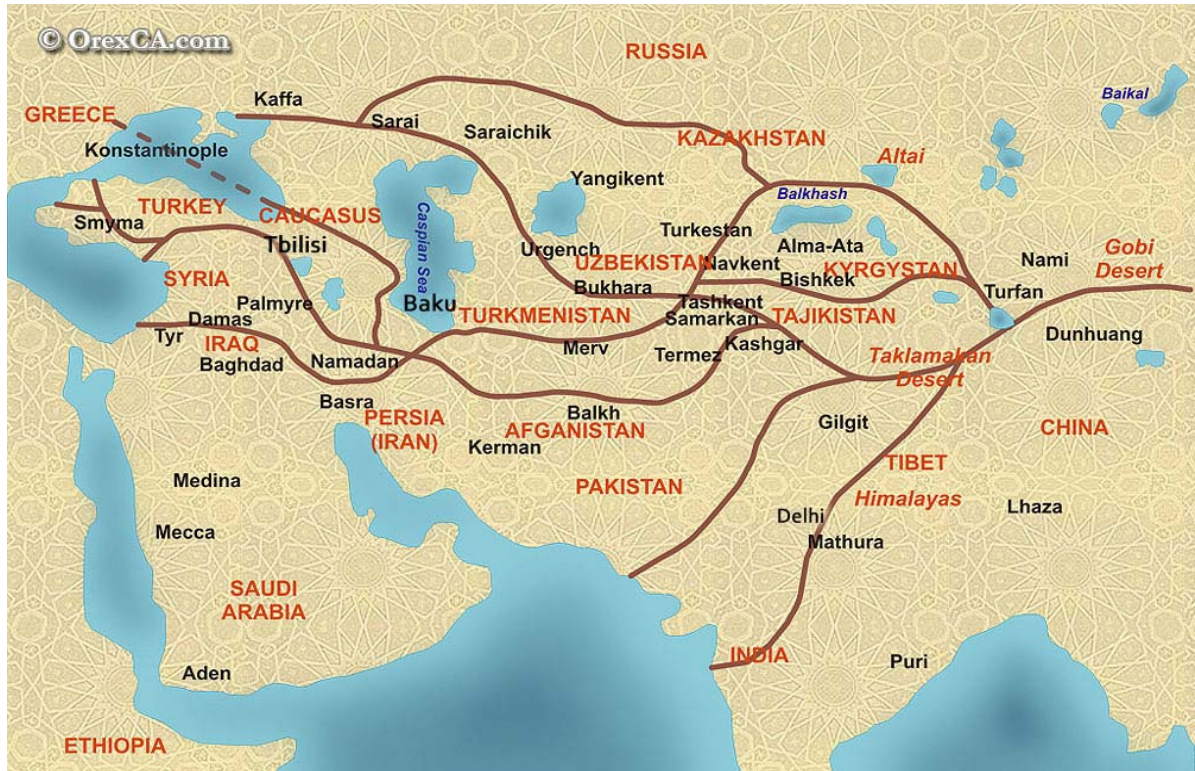 © OrexCA.com
RUSSIA
Baikal
Kaffa
GREECE
Sarai
Saraichik
KAZAKHSTAN
Konstantinople
Altai
Yangikent
Balkhash
TURKEY
CAUCASUS
Smyrna
Caspian Sea
Turkestan
Tbilisi
Urgench
Alma-Ata
Gobi
Desert
UZBEKISTAN
Navkent
KYRGYSTAN
Nami
SYRIA
Bishkek
Bukhara
Turfan
Palmyre
Baku
Tashkent
TURKMENISTAN
Samarkan
TAJIKISTAN
Damas
Tyr
IRAQ
Merv
Kashgar
Dunhuang
Baghdad
Namadan
Termez
Taklamakan
Desert
Basra
PERSIA
(IRAN)
Balkh
AFGANISTAN
Gilgit
CHINA
Kerman
TIBET
Medina
PAKISTAN
Himalayas
Lhaza
Delhi
Mecca
Mathura
SAUDI
ARABIA
INDIA
Puri
Aden
ETHIOPIA